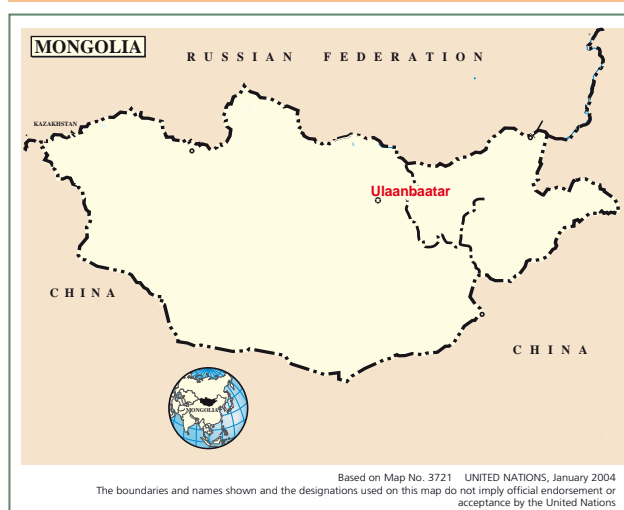 MONGOLIA
RUSSIAN FEDERATION
KAZAKHSTAN
Ulaanbaatar
CHINA
CHINA
MONGOLIA
Based on Map No. 3721 UNITED NATIONS, January 2004
The boundaries and names shown and the designations used on this map do not imply official endorsement or
acceptance by the United Nations